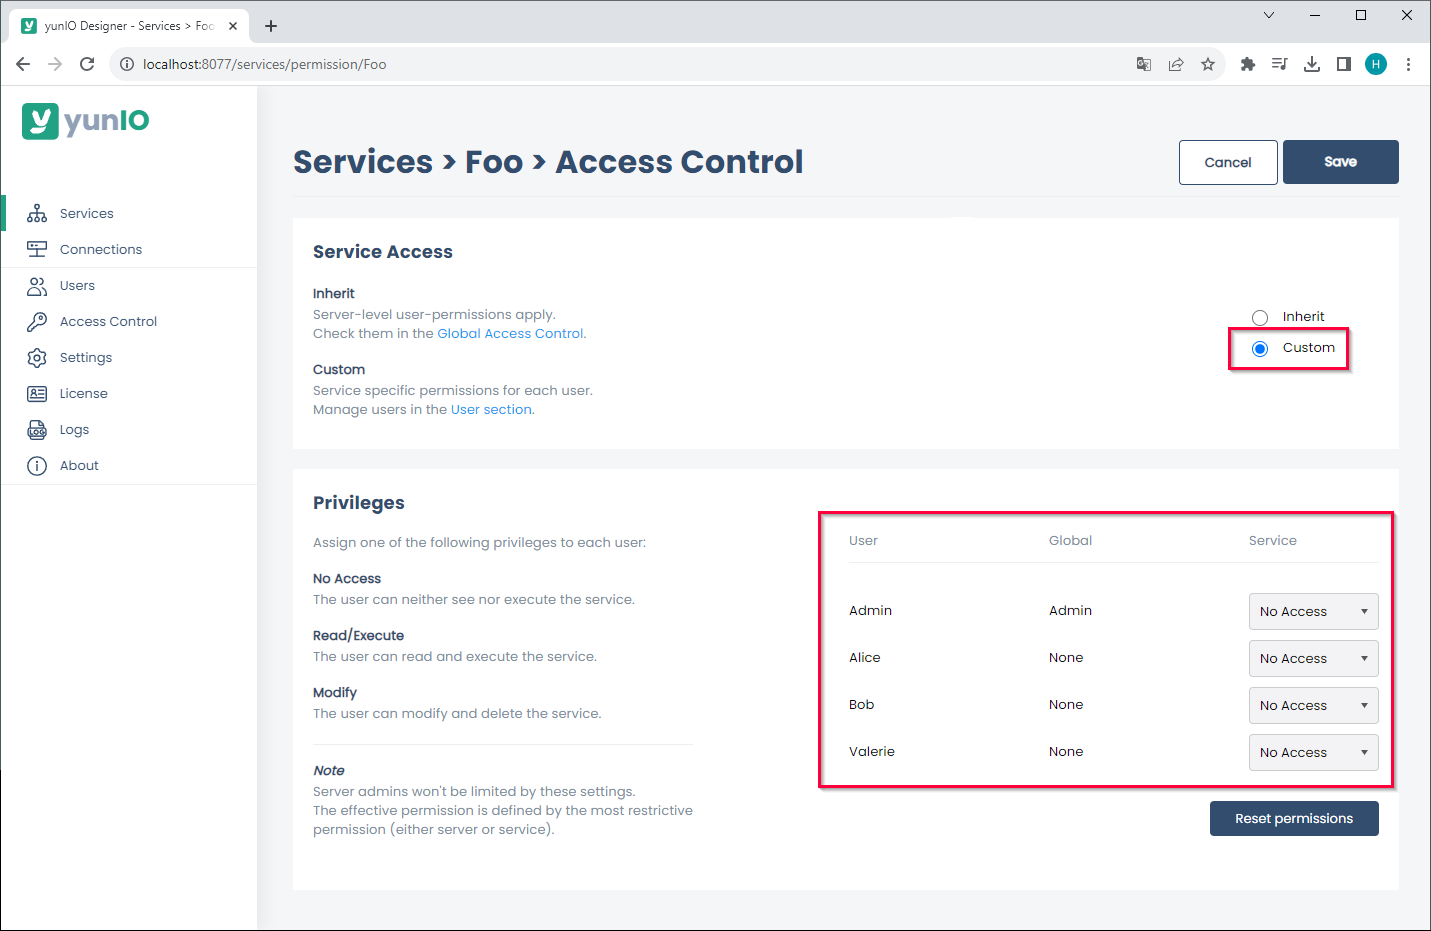 yunIO Designer - Services > Foo
localhost:8077/services/permission/Foo
H
yunIO
Services
Connections
Users
Access Control
Settings
License
Logs
About
Services > Foo > Access Control
Cancel
Save
Service Access
Inherit
Server-level user-permissions apply.
Check them in the Global Access Control.
Custom
Service specific permissions for each user.
Manage users in the User section.
Inherit
Custom
Privileges
Assign one of the following privileges to each user:
No Access
The user can neither see nor execute the service.
Read/Execute
The user can read and execute the service.
Modify
The user can modify and delete the service.
Note
Server admins won't be limited by these settings.
The effective permission is defined by the most restrictive
permission (either server or service).
User Global Service
Admin Admin No Access
Alice None No Access
Bob None No Access
Valerie None No Access
Reset permissions